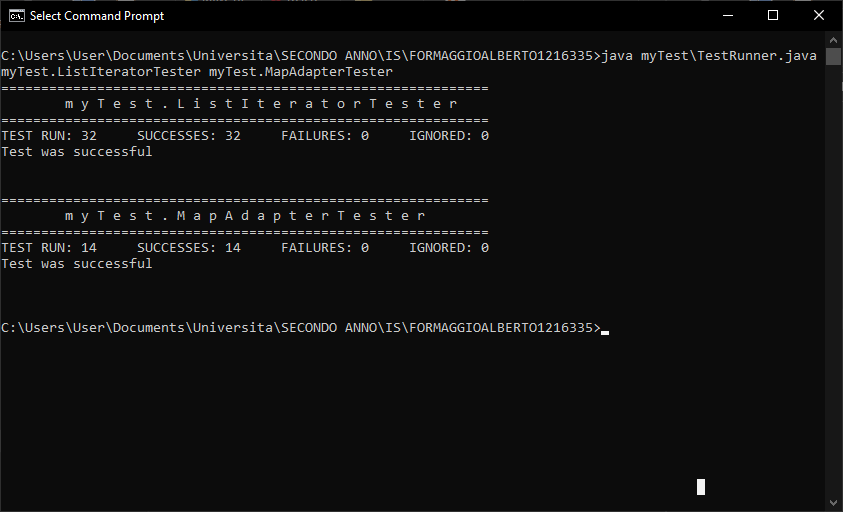 Select Command Prompt
C:\Users\User\Documents\Universita\SECONDO ANNO\IS\FORMAGGIOALBERTO1216335>java myTest\TestRunner.java
myTest.ListIteratorTester myTest.MapAdapterTester
=============================================================
m y T e s t . L i s t I t e r a t o r T e s t e r
=============================================================
TEST RUN: 32     SUCCESSES: 32     FAILURES: 0     IGNORED: 0
Test was successful
=============================================================
m y T e s t . M a p A d a p t e r T e s t e r
=============================================================
TEST RUN: 14     SUCCESSES: 14     FAILURES: 0     IGNORED: 0
Test was successful
C:\Users\User\Documents\Universita\SECONDO ANNO\IS\FORMAGGIOALBERTO1216335>